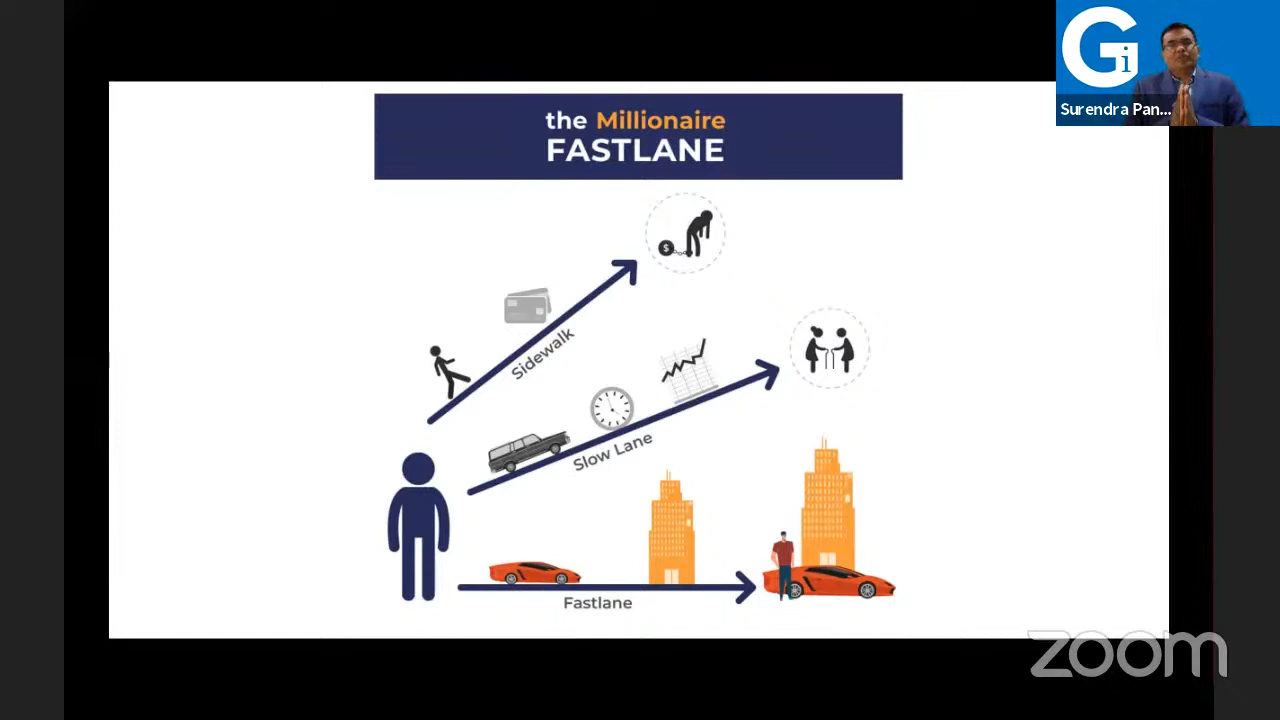 Gi
Surendra Pan...
the Millionaire
FASTLANE
$
Sidewalk
Slow Lane
Fastlane
zoom